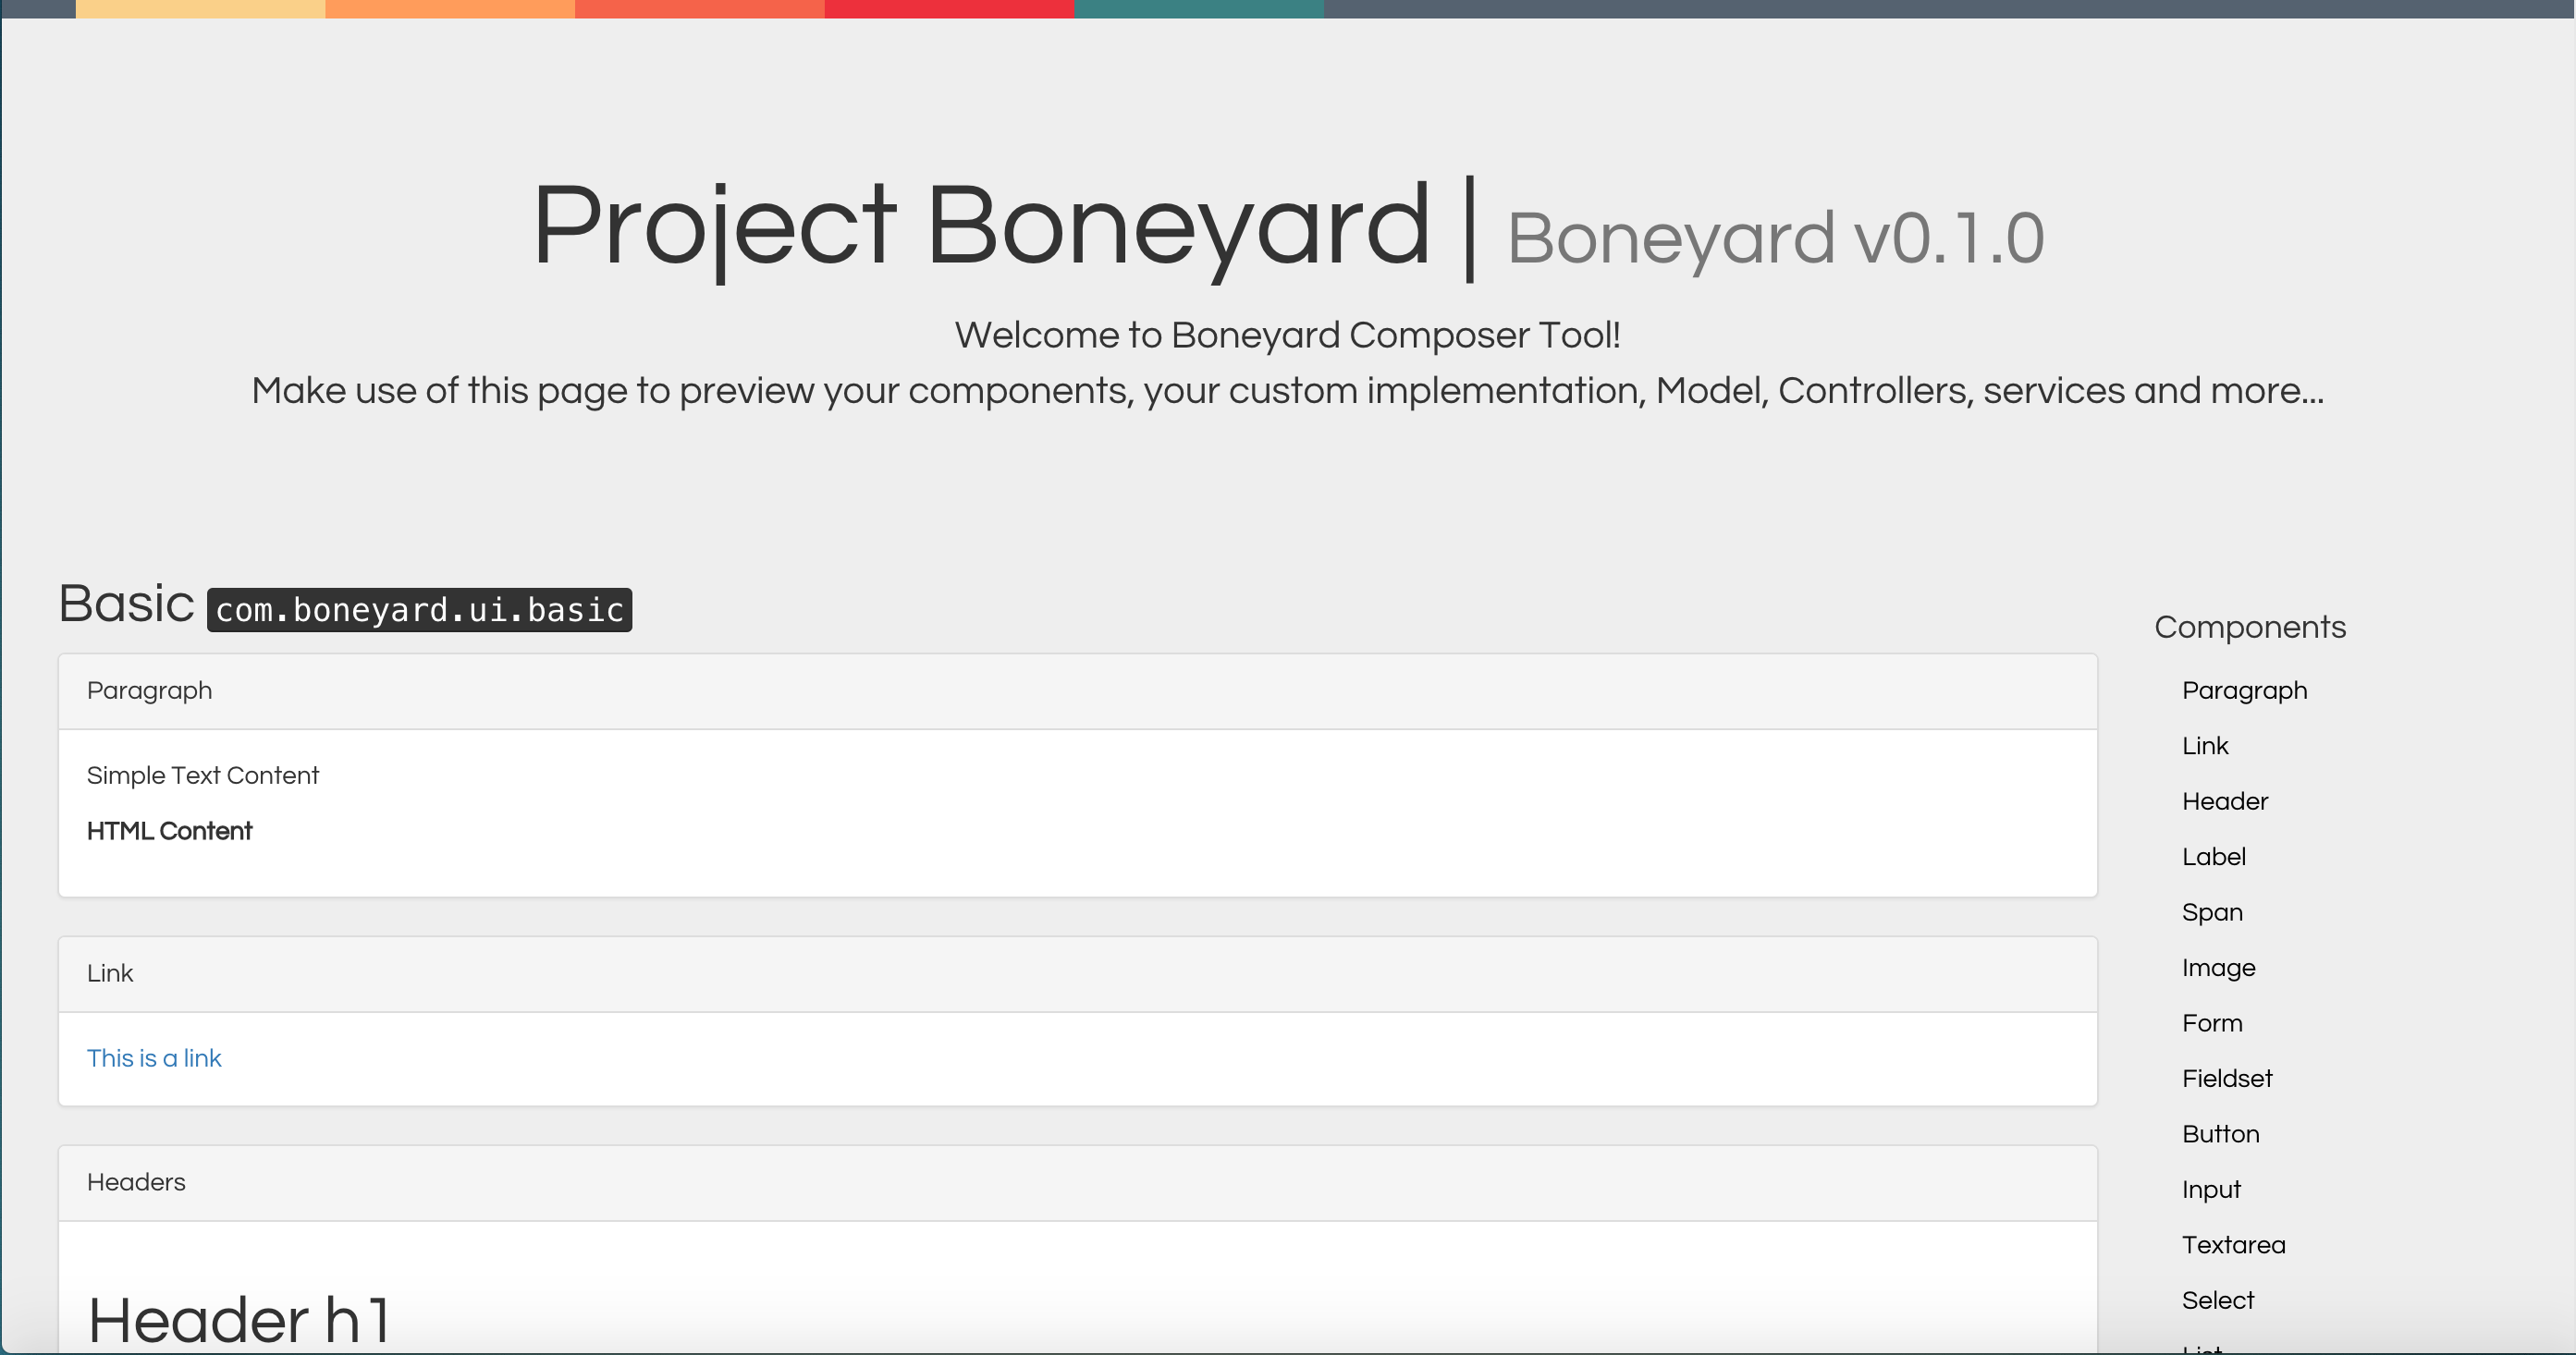 Project Boneyard | Boneyard v0.1.0
Welcome to Boneyard Composer Tool!
Make use of this page to preview your components, your custom implementation, Model, Controllers, services and more...
Basic com.boneyard.ui.basic
Paragraph
Simple Text Content
HTML Content
Link
This is a link
Headers
Header h1
Components
Paragraph
Link
Header
Label
Span
Image
Form
Fieldset
Button
Input
Textarea
Select
List